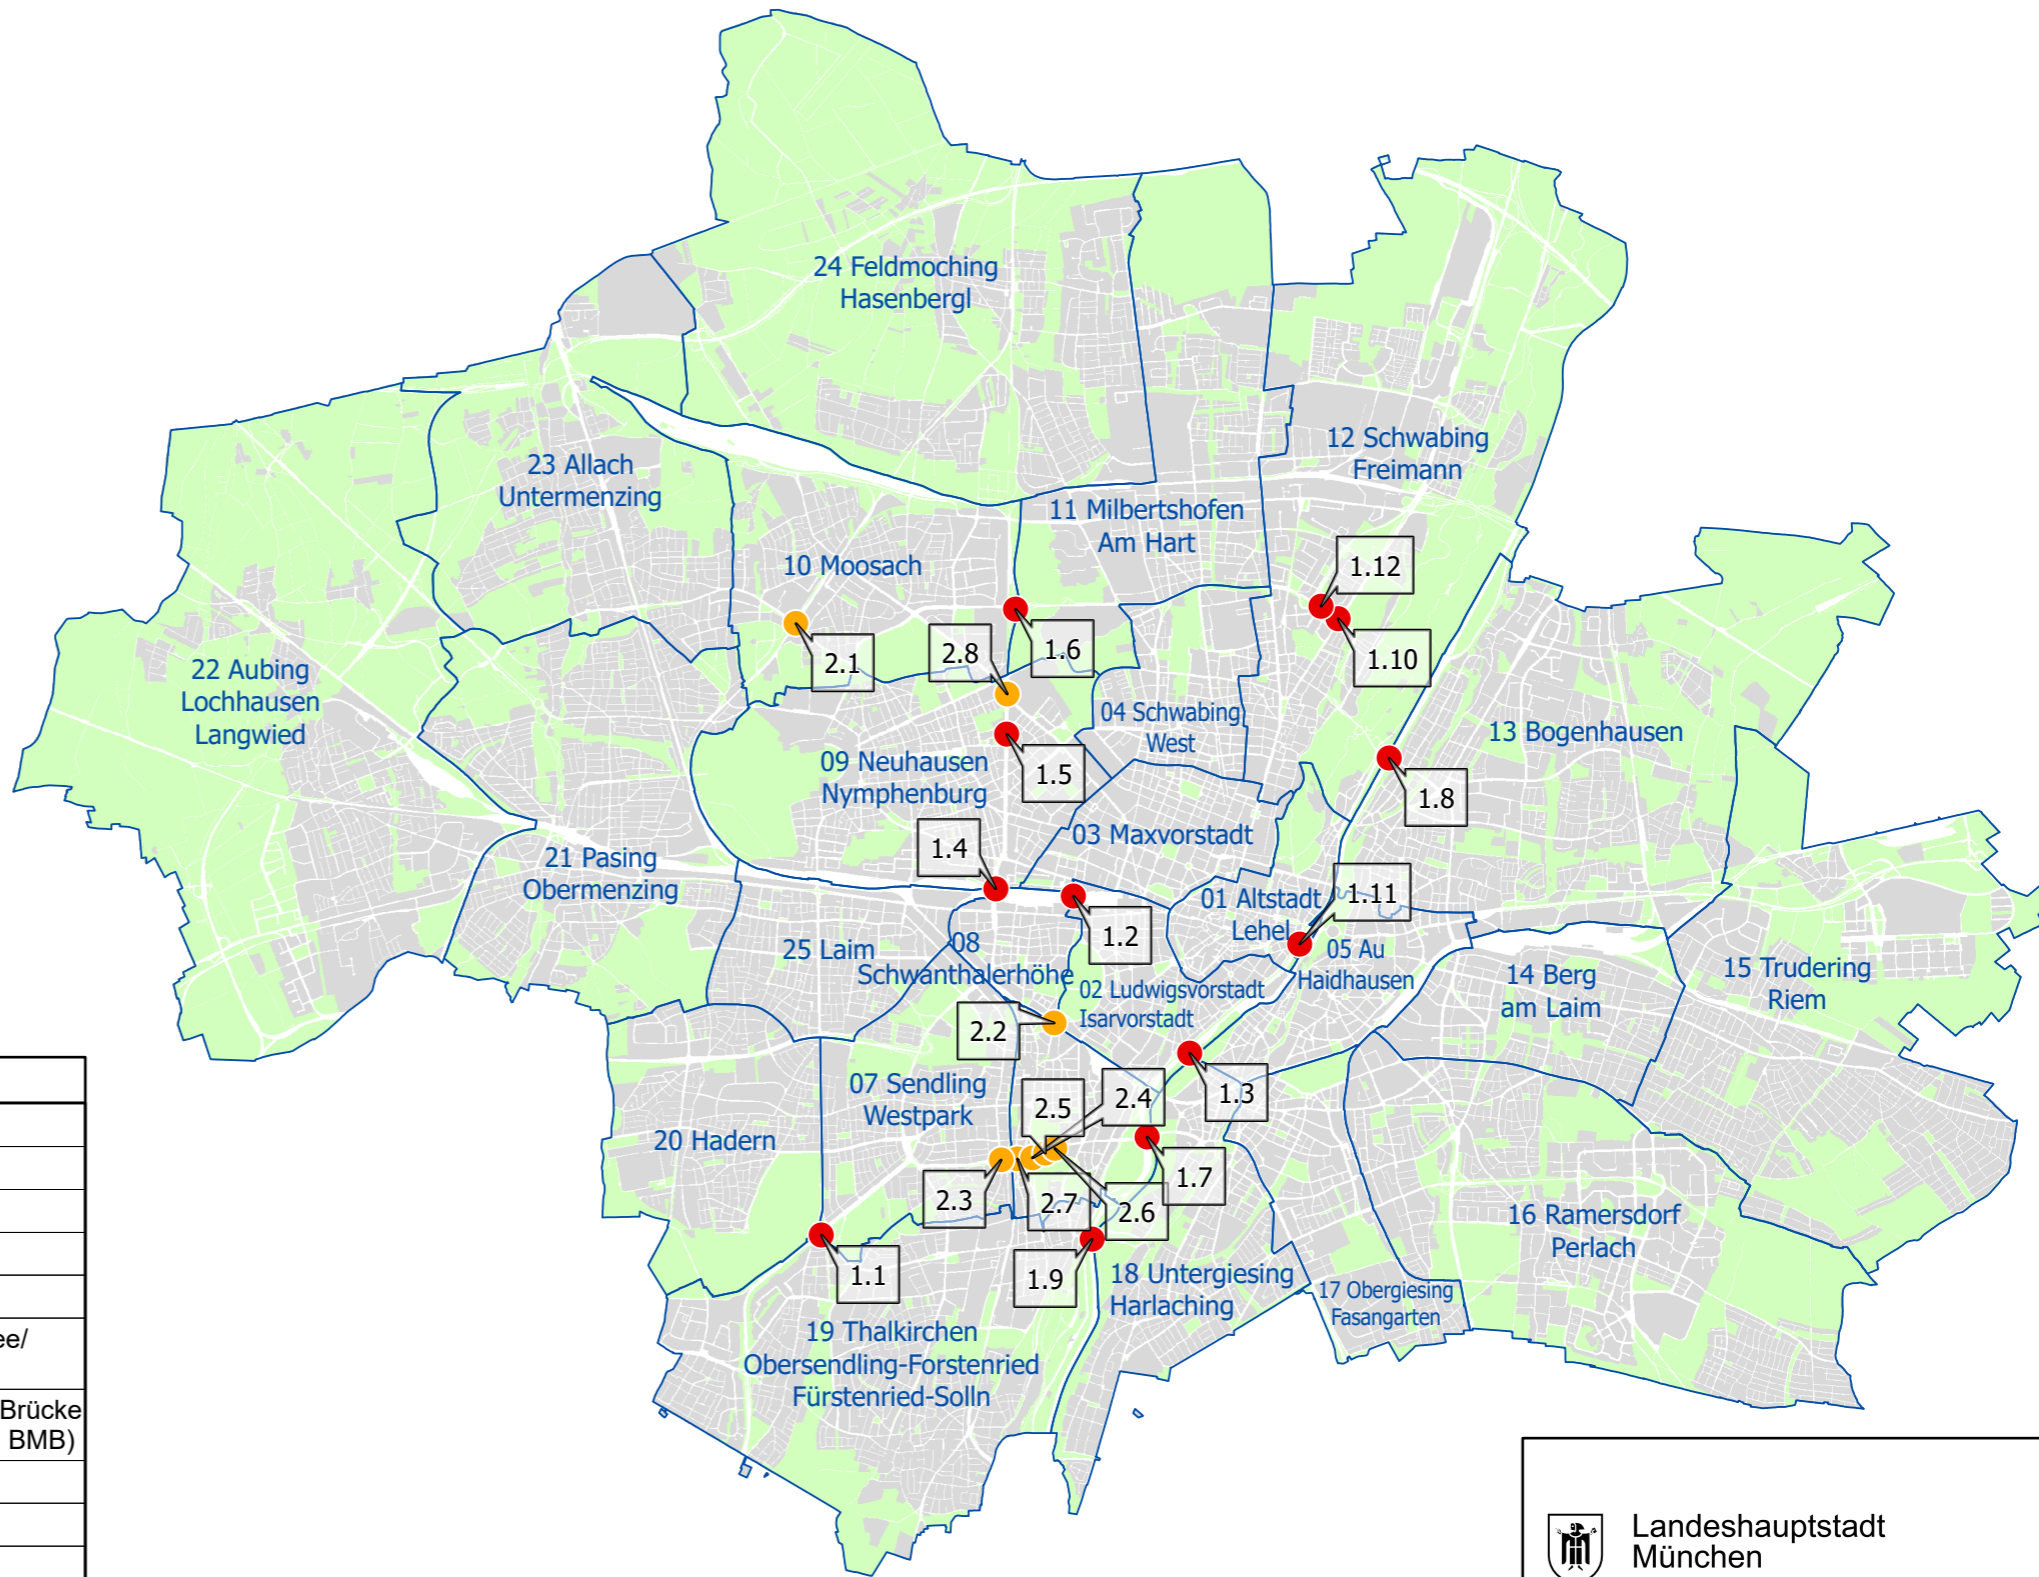 24 Feldmoching
Hasenbergl
12 Schwabing
Freimann
23 Allach
Untermenzing
11 Milbertshofen
Am Hart
10 Moosach
1.12
1.10
2.1
2.8
1.6
22 Aubing
Lochhausen
Langwied
04 Schwabing
West
13 Bogenhausen
09 Neuhausen
Nymphenburg
1.5
1.8
03 Maxvorstadt
1.4
21 Pasing
Obermenzing
1.11
01 Altstadt
Lehel
1.2
25 Laim
08
Schwanthalerhöhe
05 Au
Haidhausen
02 Ludwigsvorstadt
Isarvorstadt
14 Berg
am Laim
15 Trudering
Riem
2.2
07 Sendling
Westpark
2.5
2.4
1.3
20 Hadern
2.3
2.7
2.6
1.7
16 Ramersdorf
Perlach
1.1
1.9
18 Untergiesing
Harlaching
17 Obergiesing
Fasangarten
19 Thalkirchen
Obersendling-Forstenried
Fürstenried-Solln
ee/
Brücke
BMB)
Landeshauptstadt
München